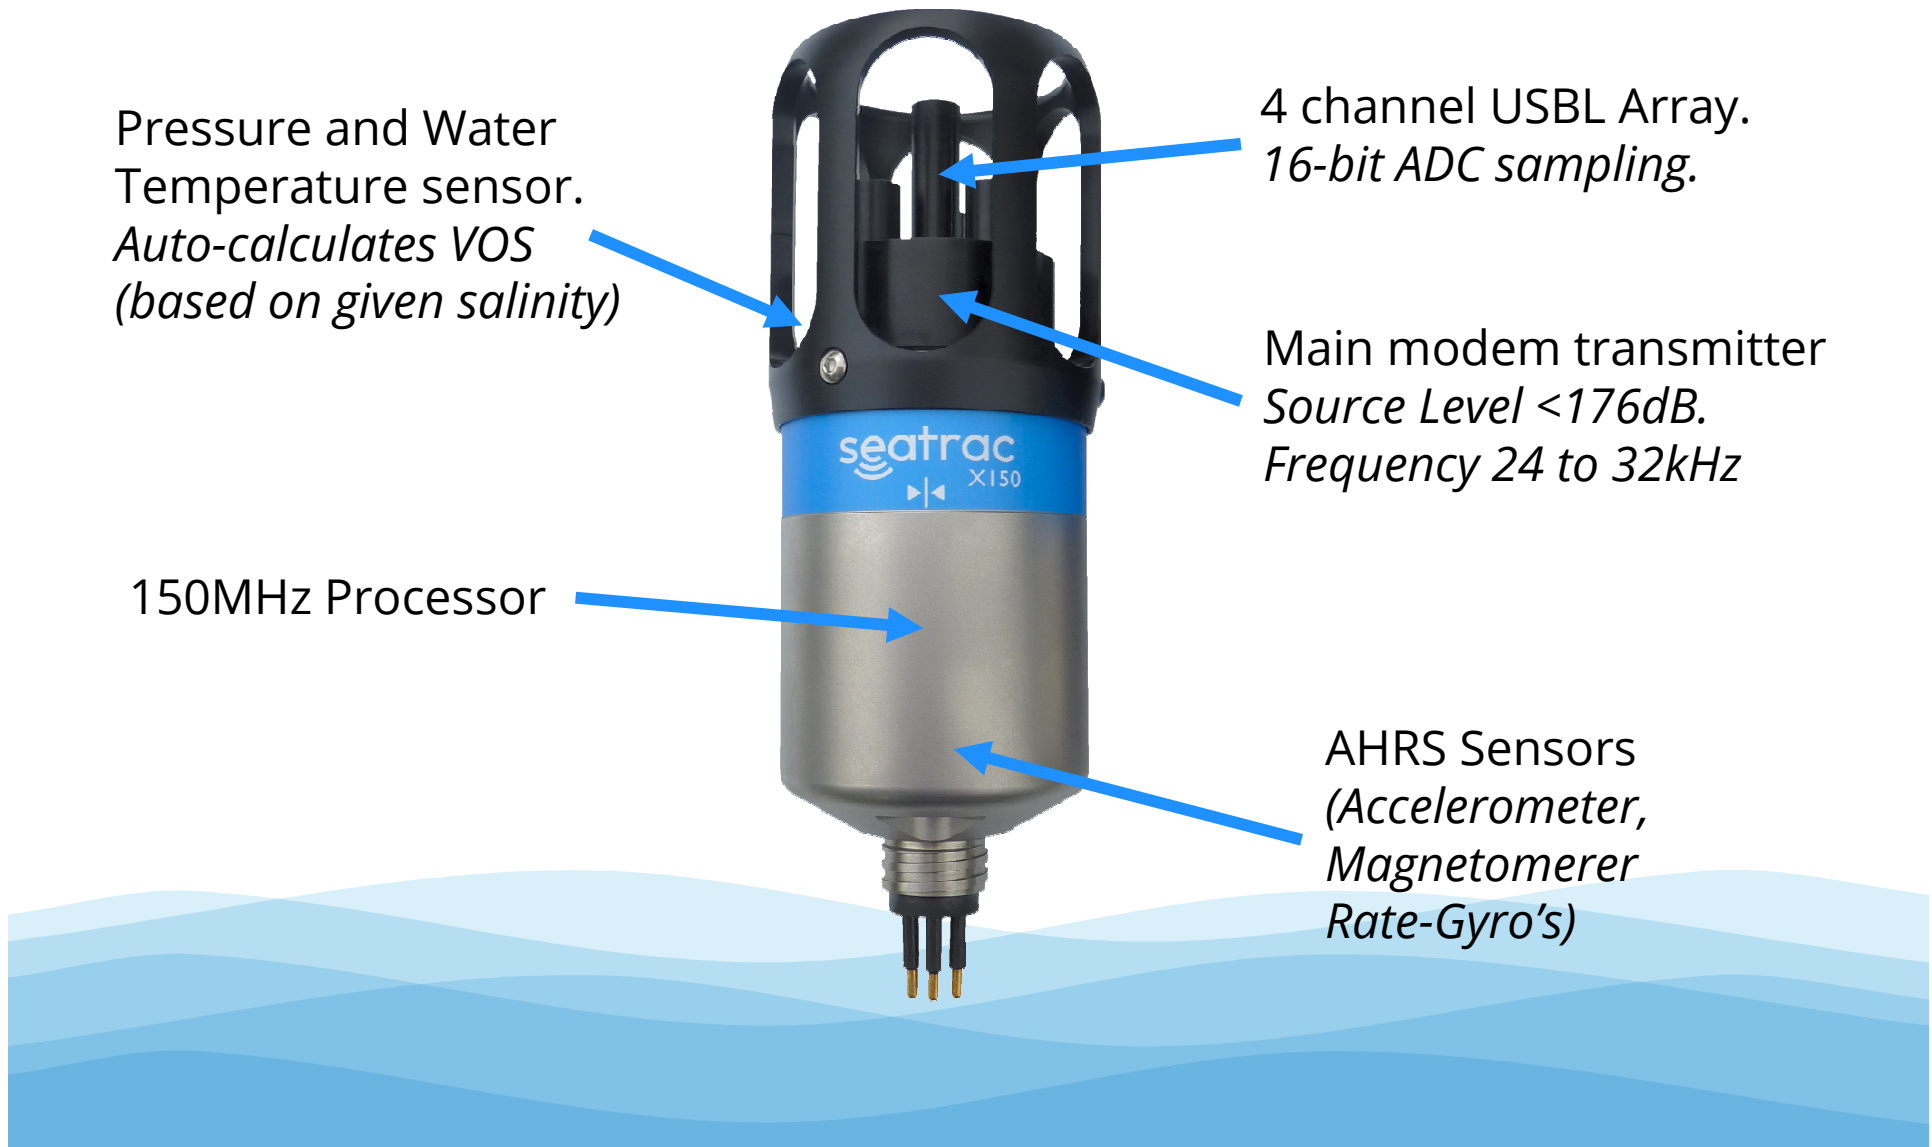 Pressure and Water
Temperature sensor.
Auto-calculates VOS
(based on given salinity)
4 channel USBL Array.
16-bit ADC sampling.
Main modem transmitter
Source Level <176dB.
Frequency 24 to 32kHz
seatrac
X150
150MHz Processor
AHRS Sensors
(Accelerometer,
Magnetomerer
Rate-Gyro’s)